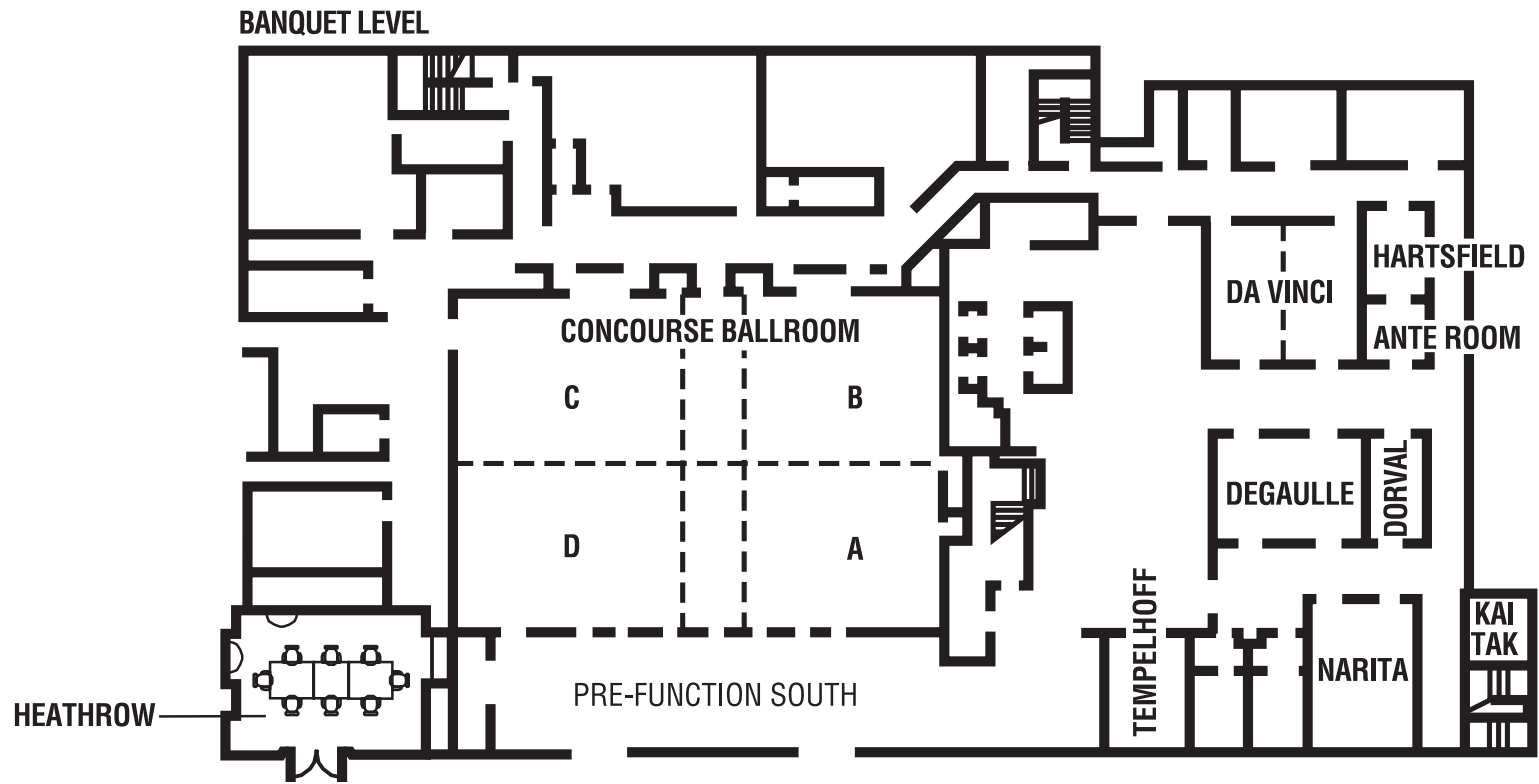 BANQUET LEVEL
HARTSFIELD
DA VINCI
CONCOURSE BALLROOM
ANTE ROOM
C
B
DEGAULLE
DORVAL
D
A
TEMPELHOFF
KAI
TAK
NARITA
PRE-FUNCTION SOUTH
HEATHROW